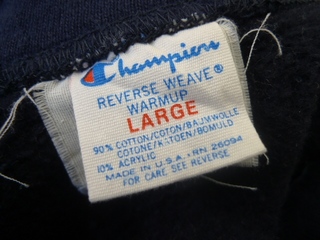 Champion
REVERSE WEAVE®
WARMUP
LARGE
90% COTTON/COTON/BAUMWOLLE
COTONE/KATOEN/BOMULD
10% ACRYLIC
MADE IN U.S.A. RN 26094
FOR CARE SEE REVERSE